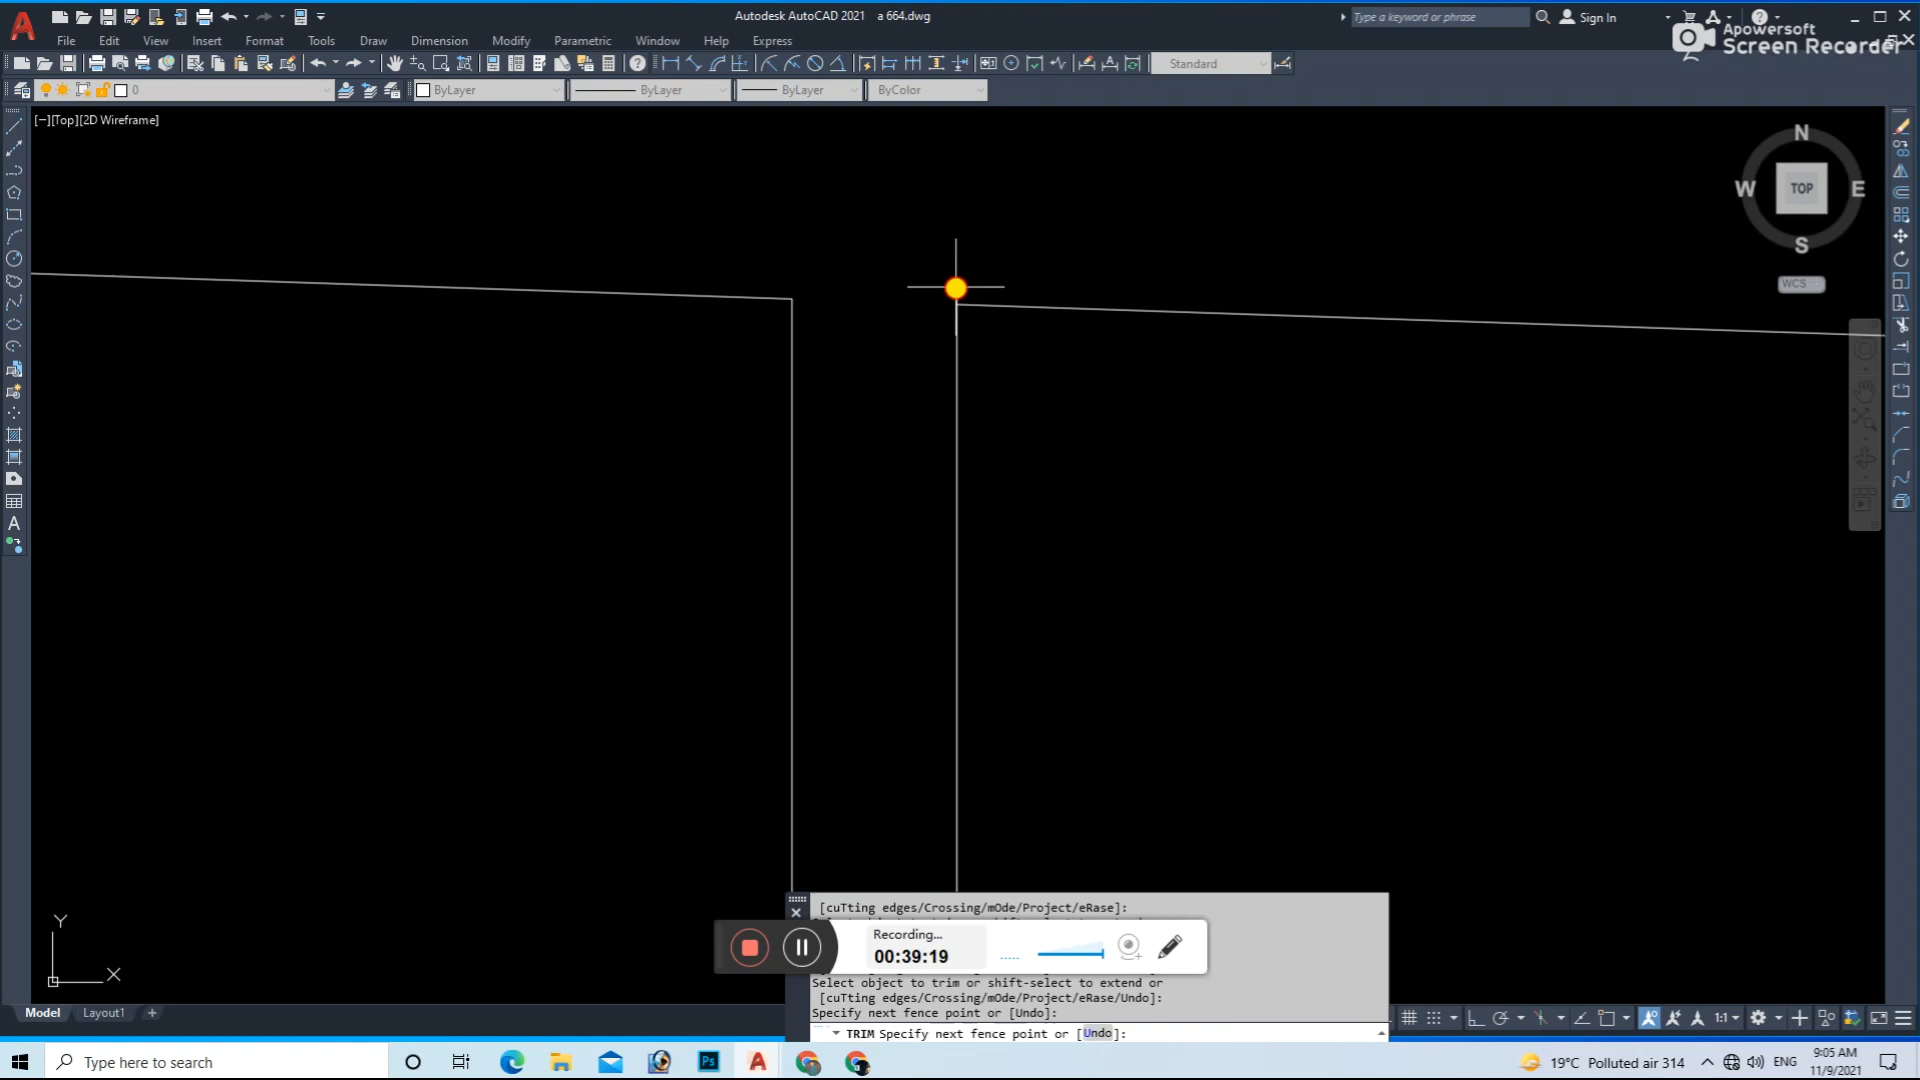 Autodesk AutoCAD 2021 a 664.dwg
Type a keyword or phrase
Sign In
Apowersoft
Screen Recorder
File Edit View Insert Format Tools Draw Dimension Modify Parametric Window Help Express
Standard
0
ByLayer
ByLayer
ByLayer
ByColor
[−][Top][2D Wireframe]
N
W
TOP
E
S
WCS
Y
X
[cuTting edges/Crossing/mOde/Project/eRase]:
Recording...
00:39:19
Select object to trim or shift-select to extend or
[cuTting edges/Crossing/mOde/Project/eRase/Undo]:
Specify next fence point or [Undo]:
TRIM Specify next fence point or [Undo]:
Model Layout1 +
1:1
Type here to search
Ps
19°C Polluted air 314
ENG
9:05 AM
11/9/2021